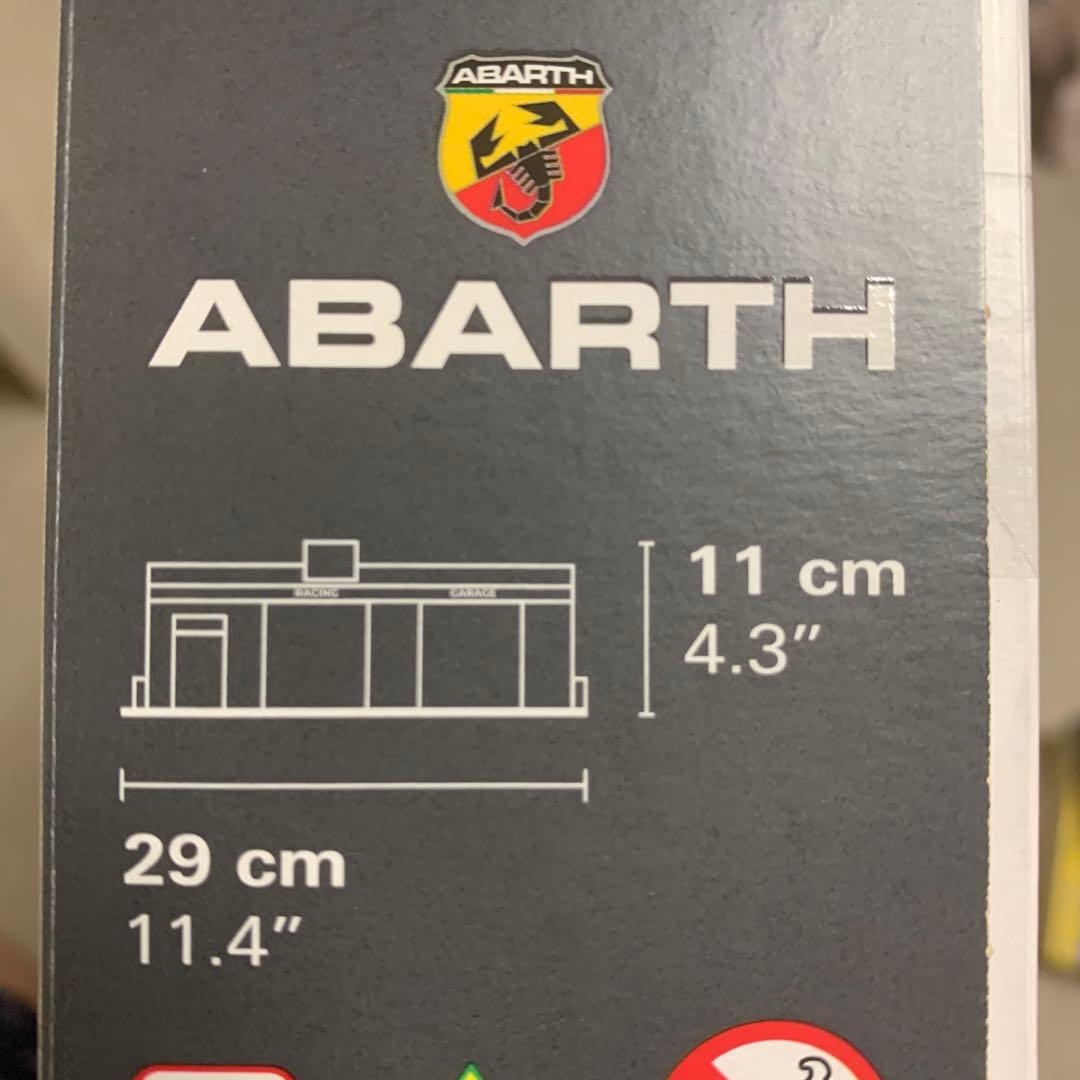 ABARTH
ABARTH
RACING GARAGE
11 cm
4.3″
29 cm
11.4″